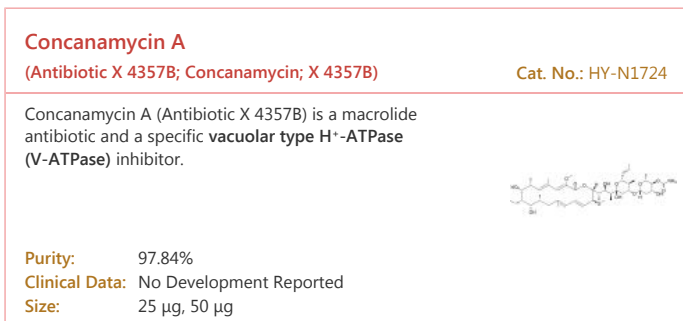 Concanamycin A
(Antibiotic X 4357B; Concanamycin; X 4357B) Cat. No.: HY-N1724
Concanamycin A (Antibiotic X 4357B) is a macrolide
antibiotic and a specific vacuolar type H⁺-ATPase
(V-ATPase) inhibitor.
Purity: 97.84%
Clinical Data: No Development Reported
Size: 25 μg, 50 μg